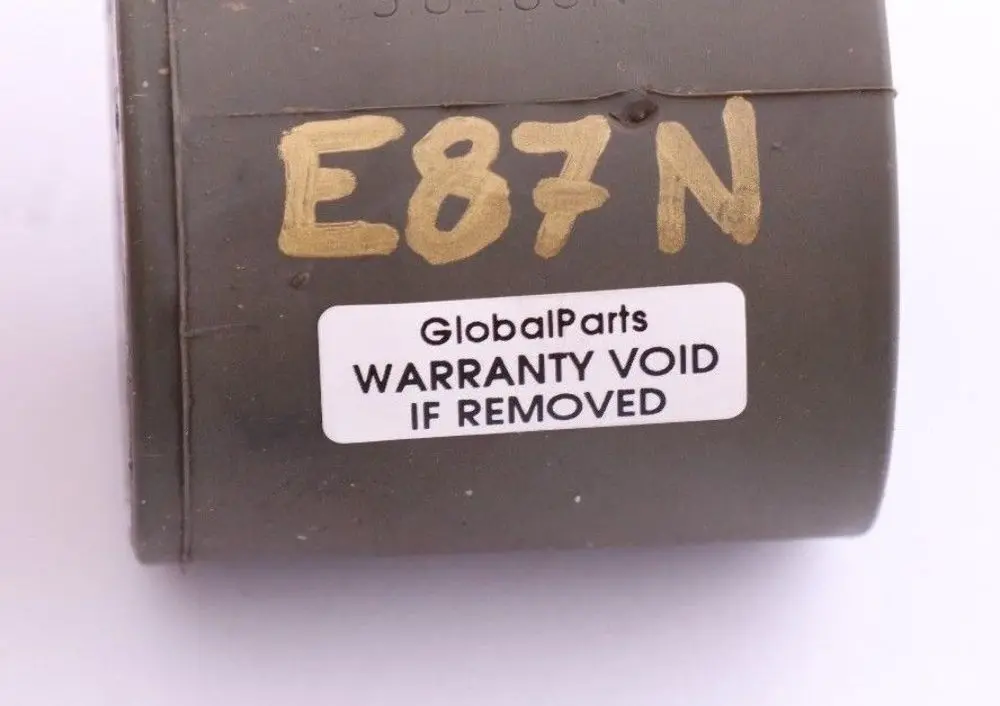 E87N
GlobalParts
WARRANTY VOID
IF REMOVED